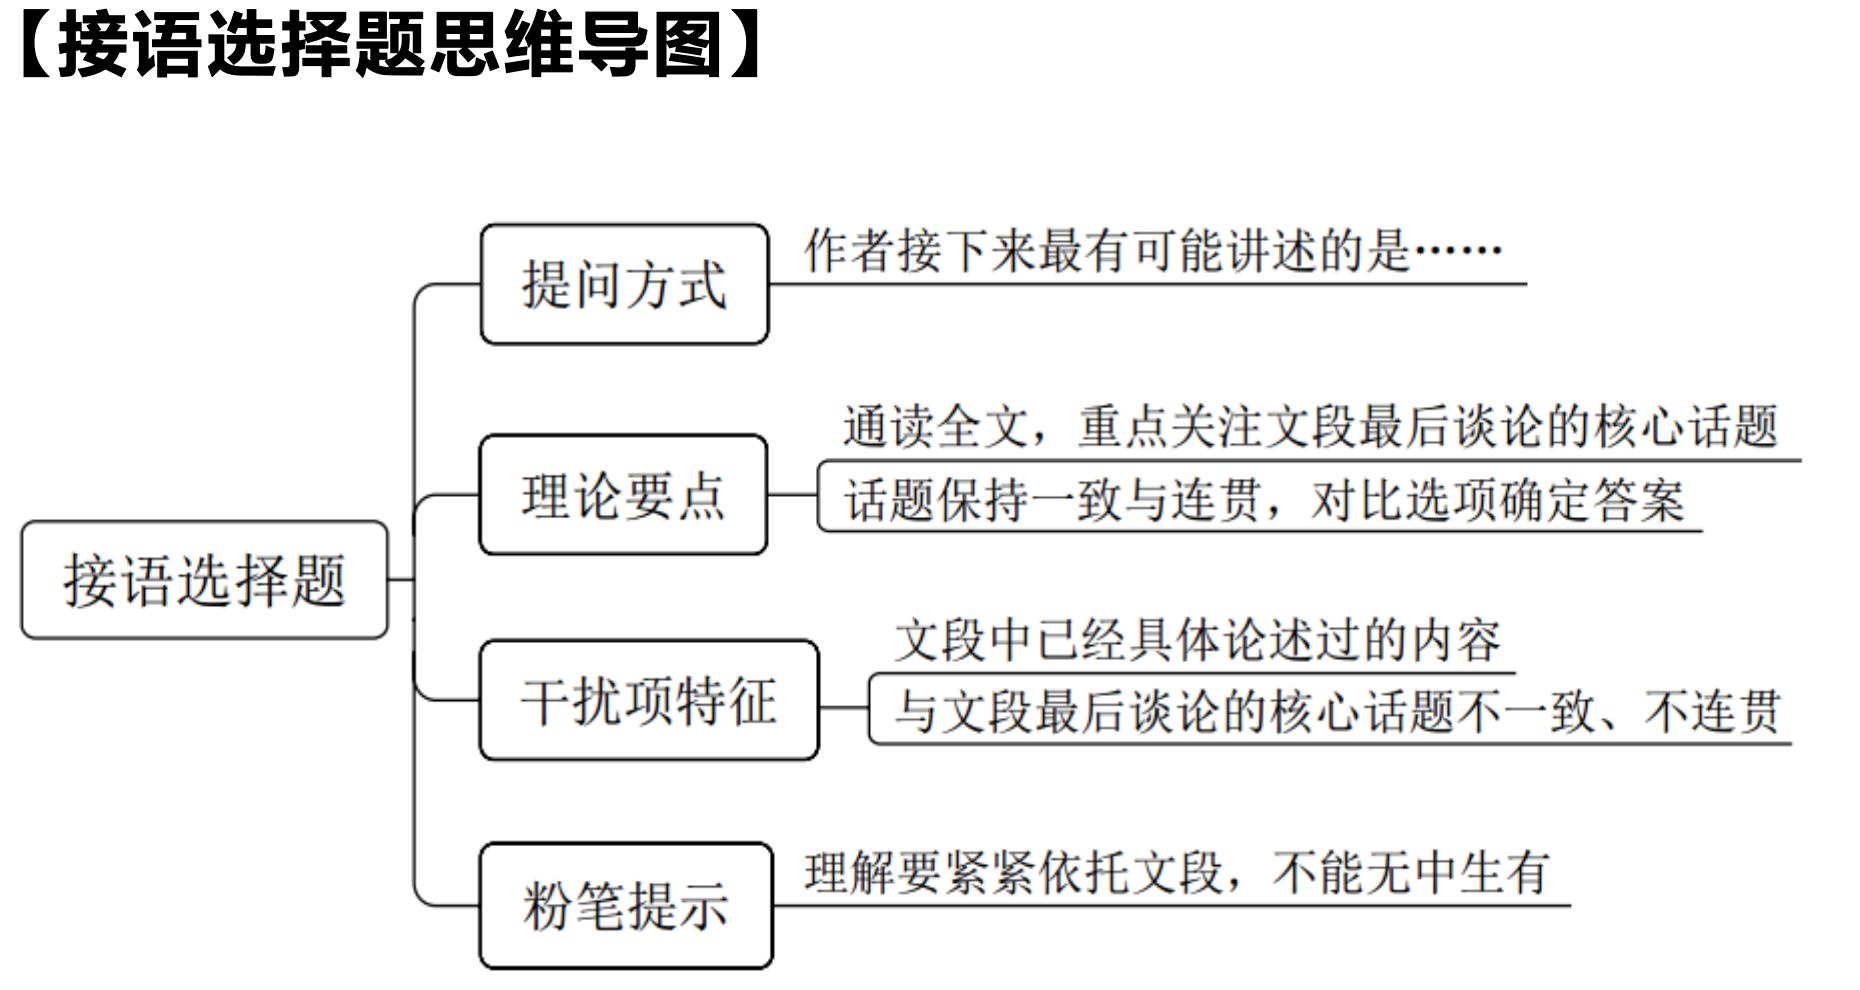 【接语选择题思维导图】
提问方式
作者接下来最有可能讲述的是……
理论要点
通读全文，重点关注文段最后谈论的核心话题
话题保持一致与连贯，对比选项确定答案
接语选择题
干扰项特征
文段中已经具体论述过的内容
与文段最后谈论的核心话题不一致、不连贯
粉笔提示
理解要紧紧依托文段，不能无中生有